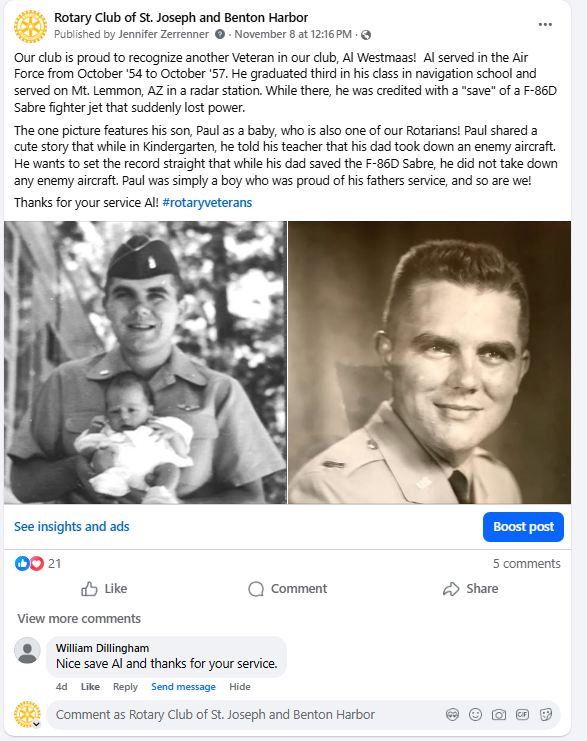 Rotary Club of St. Joseph and Benton Harbor
Published by Jennifer Zerrenner · November 8 at 12:16 PM ·
Our club is proud to recognize another Veteran in our club, Al Westmaas!  Al served in the Air
Force from October '54 to October '57. He graduated third in his class in navigation school and
served on Mt. Lemmon, AZ in a radar station. While there, he was credited with a "save" of a F-86D
Sabre fighter jet that suddenly lost power.
The one picture features his son, Paul as a baby, who is also one of our Rotarians! Paul shared a
cute story that while in Kindergarten, he told his teacher that his dad took down an enemy aircraft.
He wants to set the record straight that while his dad saved the F-86D Sabre, he did not take down
any enemy aircraft. Paul was simply a boy who was proud of his fathers service, and so are we!
Thanks for your service Al! #rotaryveterans
See insights and ads
Boost post
21
5 comments
Like
Comment
Share
View more comments
William Dillingham
Nice save Al and thanks for your service.
4d Like Reply Send message Hide
Comment as Rotary Club of St. Joseph and Benton Harbor
GIF